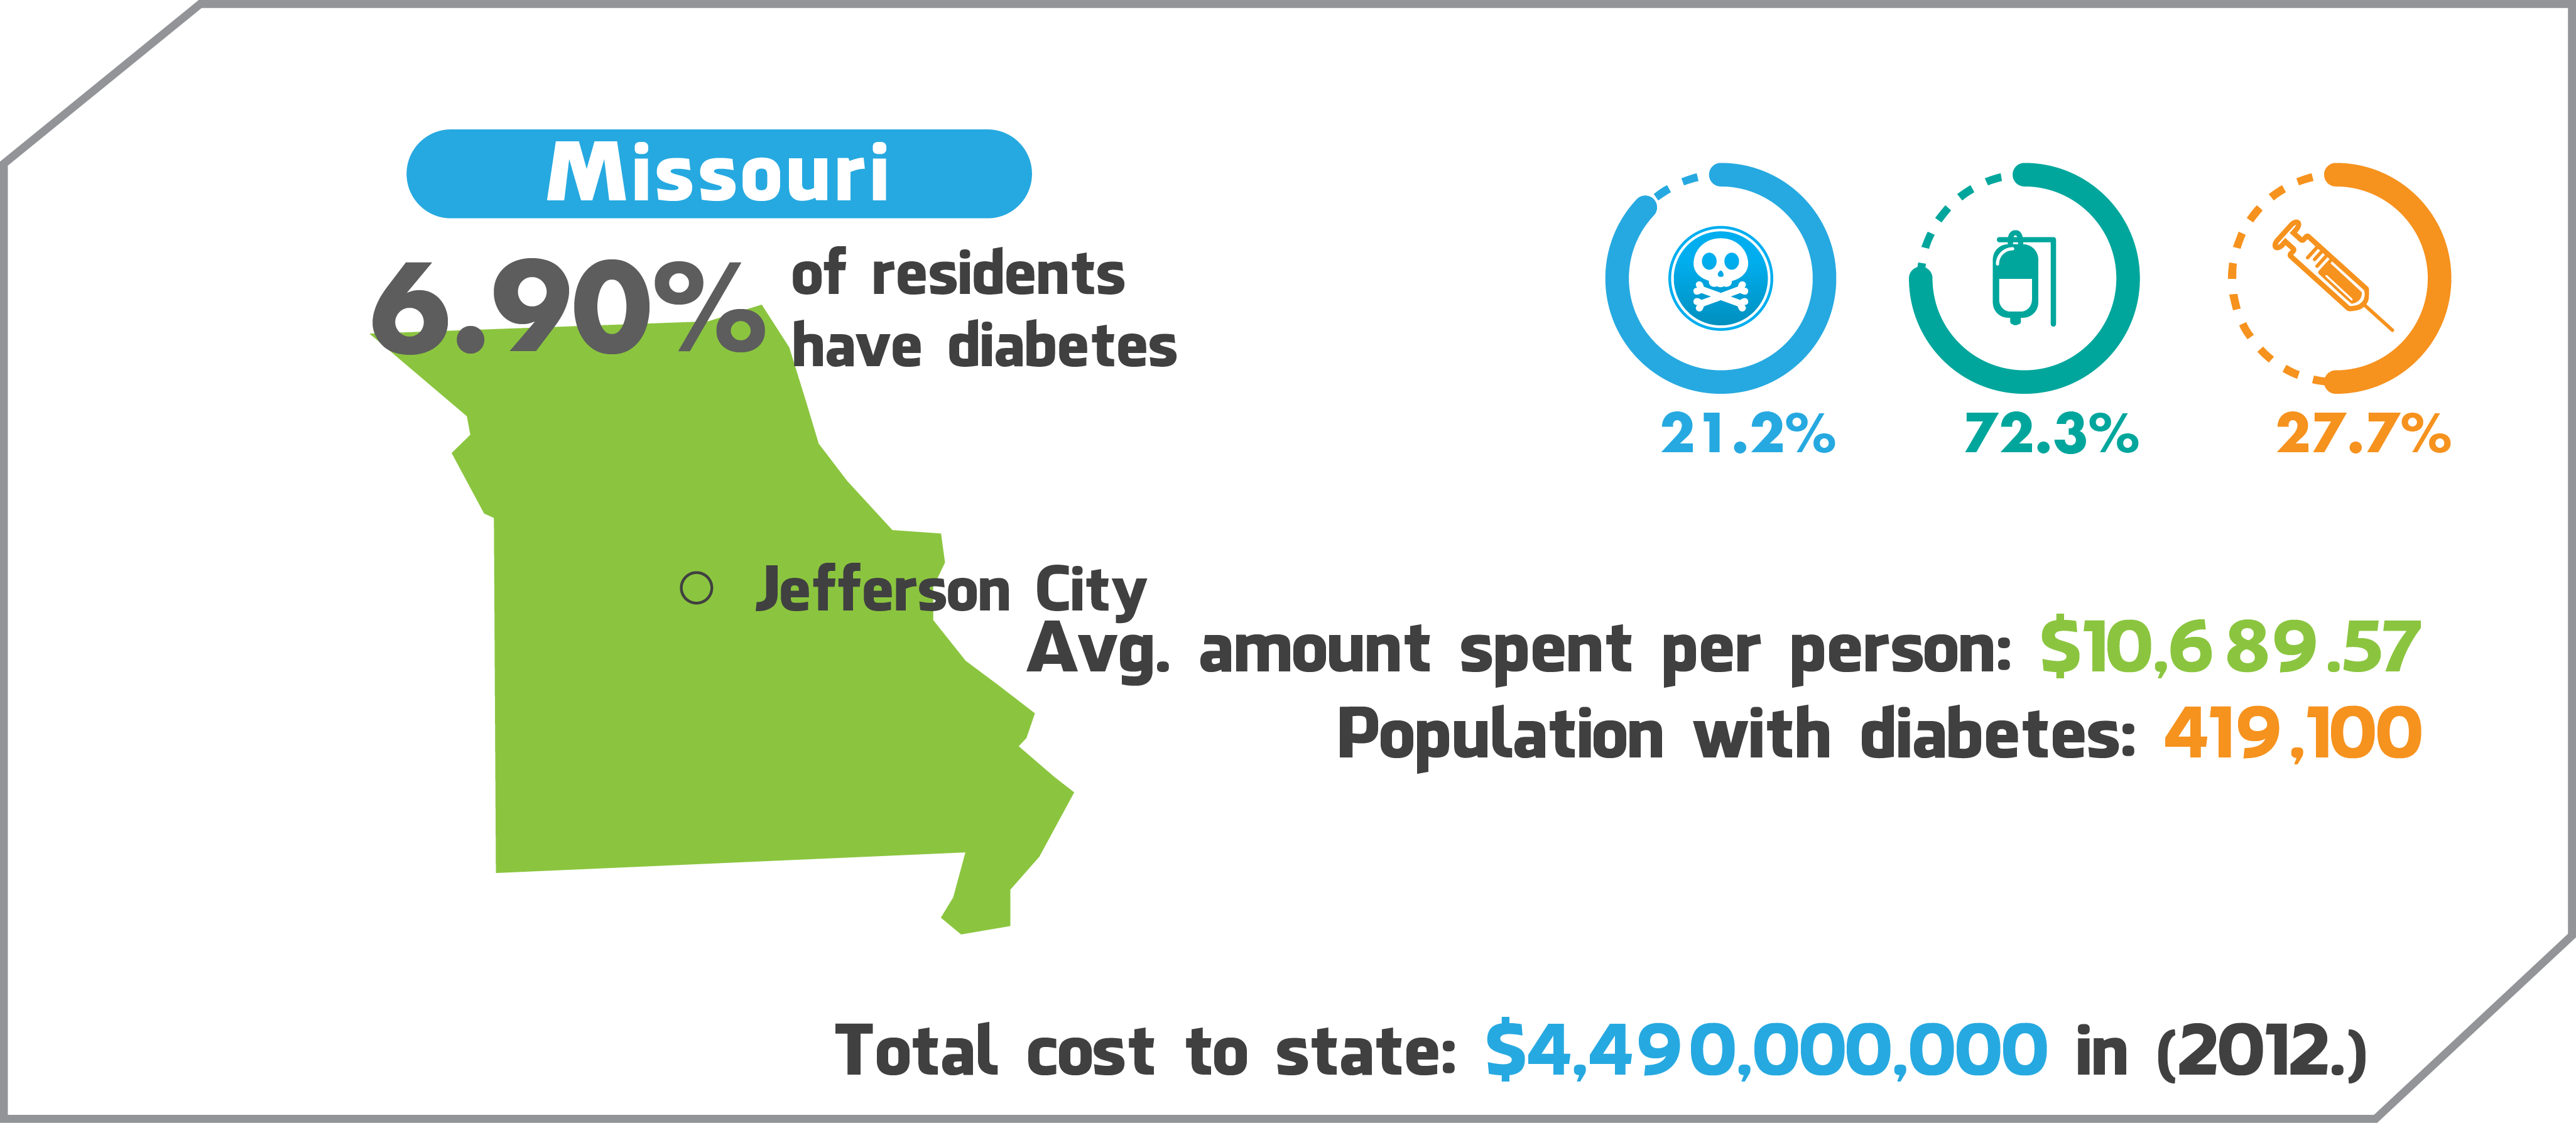 Missouri
6.90% of residents
have diabetes
21.2% 72.3% 27.7%
Jefferson City
Avg. amount spent per person: $10,689.57
Population with diabetes: 419,100
Total cost to state: $4,490,000,000 in (2012.)